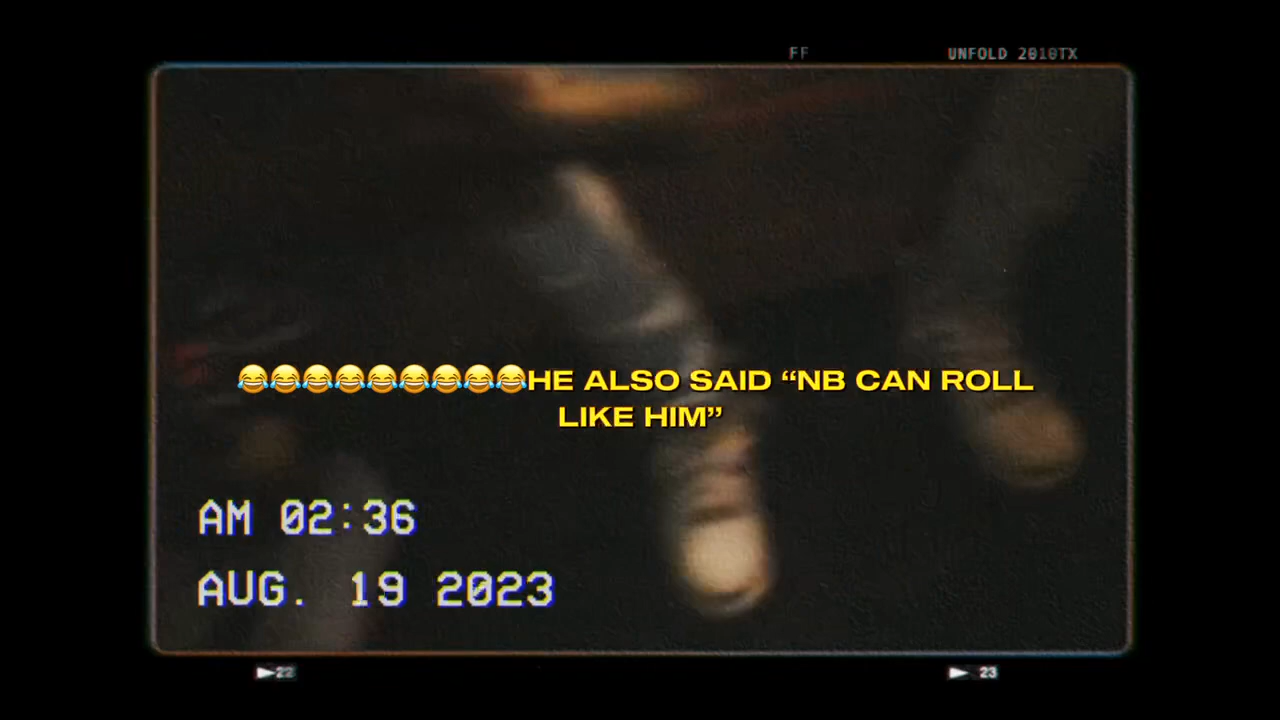 FF
UNFOLD 2010TX
😂😂😂😂😂😂😂😂😂HE ALSO SAID “NB CAN ROLL
LIKE HIM”
AM 02:36
AUG. 19 2023
▶22
▶ 23